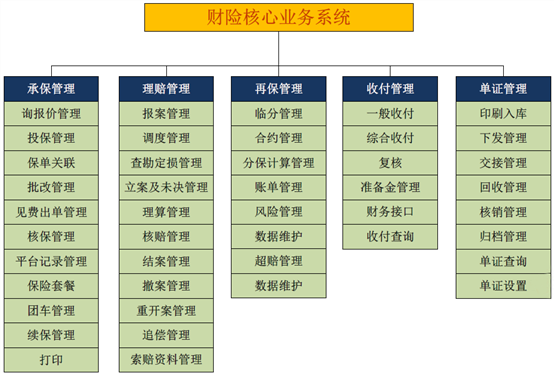 财险核心业务系统
承保管理
询报价管理
投保管理
保单关联
批改管理
见费出单管理
核保管理
平台记录管理
保险套餐
团车管理
续保管理
打印
理赔管理
报案管理
调度管理
查勘定损管理
立案及未决管理
理算管理
核赔管理
结案管理
撤案管理
重开案管理
追偿管理
索赔资料管理
再保管理
临分管理
合约管理
分保计算管理
账单管理
风险管理
数据维护
超赔管理
数据维护
收付管理
一般收付
综合收付
复核
准备金管理
财务接口
收付查询
单证管理
印刷入库
下发管理
交接管理
回收管理
核销管理
归档管理
单证查询
单证设置